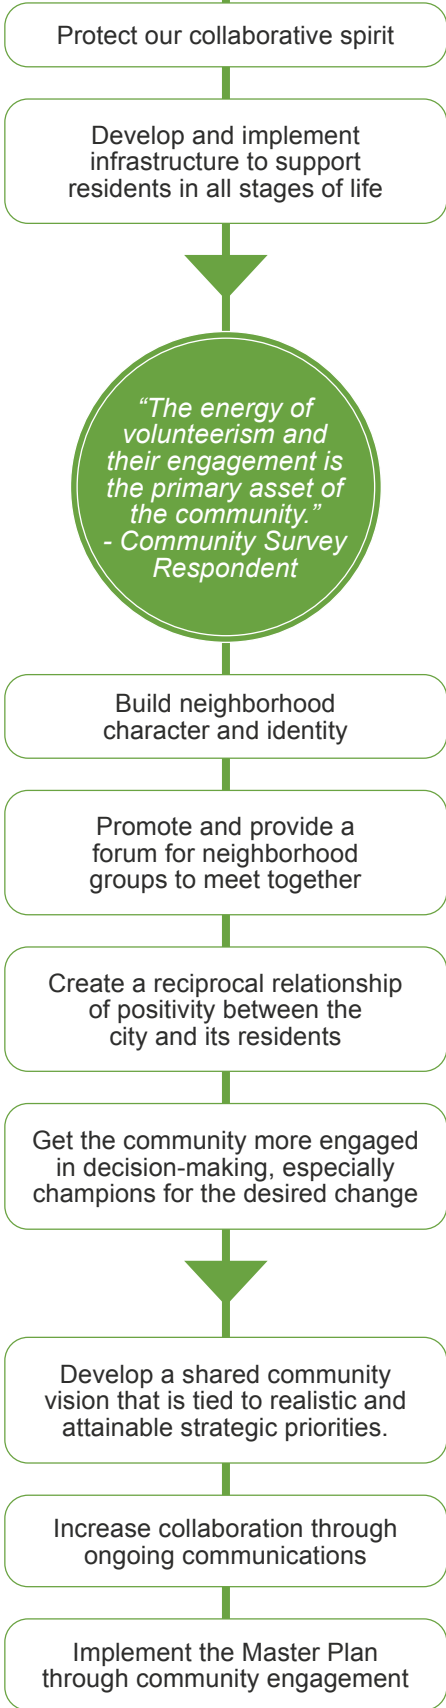 Protect our collaborative spirit
Develop and implement
infrastructure to support
residents in all stages of life
“The energy of
volunteerism and
their engagement is
the primary asset of
the community.”
- Community Survey
Respondent
Build neighborhood
character and identity
Promote and provide a
forum for neighborhood
groups to meet together
Create a reciprocal relationship
of positivity between the
city and its residents
Get the community more engaged
in decision-making, especially
champions for the desired change
Develop a shared community
vision that is tied to realistic and
attainable strategic priorities.
Increase collaboration through
ongoing communications
Implement the Master Plan
through community engagement